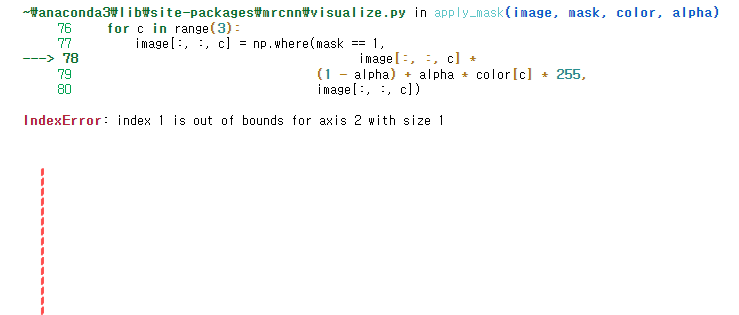 ~₩anaconda3₩lib₩site-packages₩mrcnn₩visualize.py in apply_mask(image, mask, color, alpha)
76 for c in range(3):
77 image[:, :, c] = np.where(mask == 1,
---> 78 image[:, :, c] *
79 (1 - alpha) + alpha * color[c] * 255,
80 image[:, :, c])
IndexError: index 1 is out of bounds for axis 2 with size 1